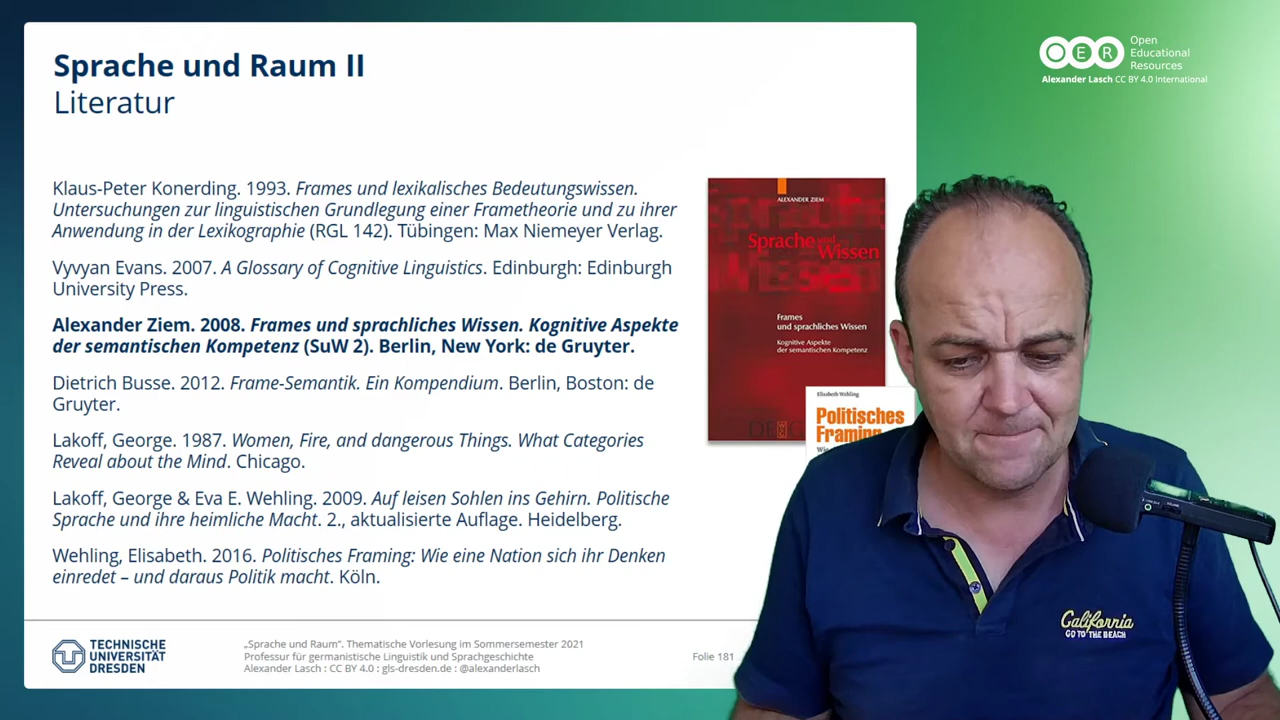 Sprache und Raum II
Literatur
Klaus-Peter Konerding. 1993. Frames und lexikalisches Bedeutungswissen.
Untersuchungen zur linguistischen Grundlegung einer Frametheorie und zu ihrer
Anwendung in der Lexikographie (RGL 142). Tübingen: Max Niemeyer Verlag.
Vyvyan Evans. 2007. A Glossary of Cognitive Linguistics. Edinburgh: Edinburgh
University Press.
Alexander Ziem. 2008. Frames und sprachliches Wissen. Kognitive Aspekte
der semantischen Kompetenz (SuW 2). Berlin, New York: de Gruyter.
Dietrich Busse. 2012. Frame-Semantik. Ein Kompendium. Berlin, Boston: de
Gruyter.
Lakoff, George. 1987. Women, Fire, and dangerous Things. What Categories
Reveal about the Mind. Chicago.
Lakoff, George & Eva E. Wehling. 2009. Auf leisen Sohlen ins Gehirn. Politische
Sprache und ihre heimliche Macht. 2., aktualisierte Auflage. Heidelberg.
Wehling, Elisabeth. 2016. Politisches Framing: Wie eine Nation sich ihr Denken
einredet – und daraus Politik macht. Köln.
ALEXANDER ZIEM
Sprache und
Wissen
Frames
und sprachliches Wissen
Kognitive Aspekte
der semantischen Kompetenz
Elisabeth Wehling
Politisches
Framing
TECHNISCHE
UNIVERSITÄT
DRESDEN
„Sprache und Raum“. Thematische Vorlesung im Sommersemester 2021
Professur für germanistische Linguistik und Sprachgeschichte
Alexander Lasch : CC BY 4.0 : gls-dresden.de : @alexanderlasch
Folie 181
OER
Open
Educational
Resources
Alexander Lasch CC BY 4.0 International
California
GO TO THE BEACH